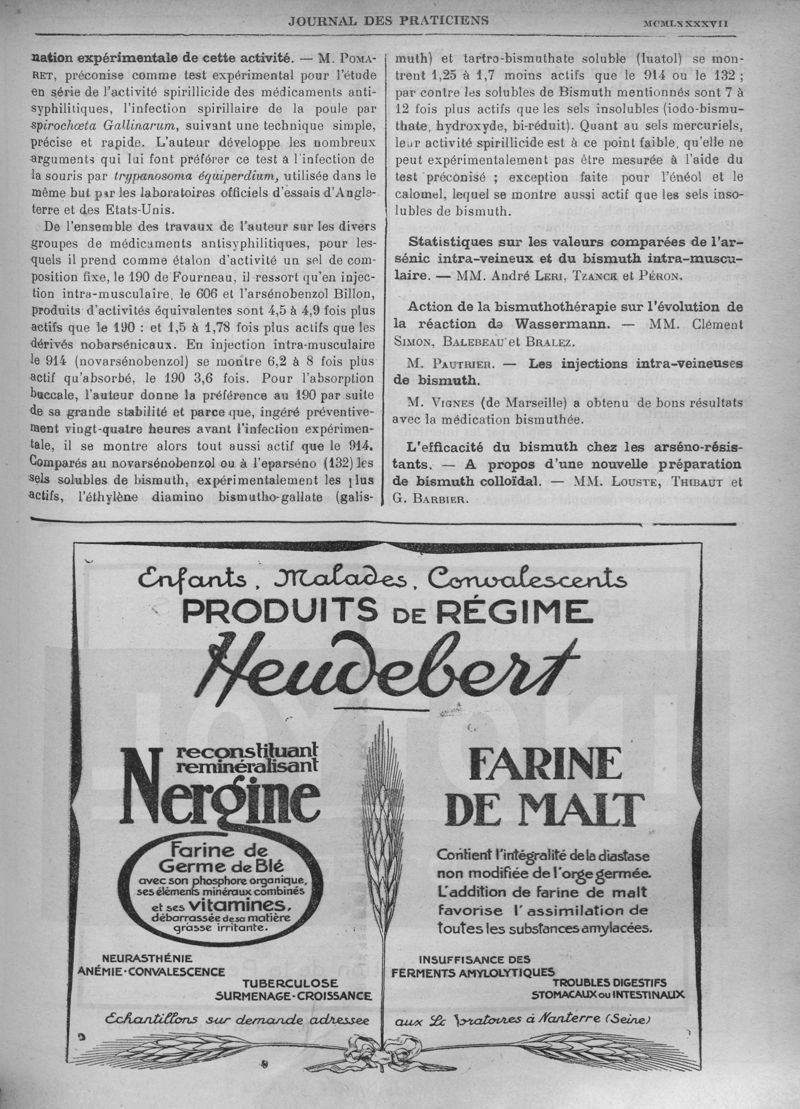 JOURNAL DES PRATICIENS
MCMLXXXXVII
nation expérimentale de cette activité. — M. POMA-
RET, préconise comme test expérimental pour l'étude
en série de l'activité spirillicide des médicaments anti-
syphilitiques, l'infection spirillaire de la poule par
spirochœta Gallinarum, suivant une technique simple,
précise et rapide. L'auteur développe les nombreux
arguments qui lui font préférer ce test à l'infection de
la souris par trypanosoma équiperdium, utilisée dans le
même but par les laboratoires officiels d'essais d'Angla-
terre et des Etats-Unis.
De l'ensemble des travaux de l'auteur sur les divers
groupes de médicaments antisyphilitiques, pour les-
quels il prend comme étalon d'activité un sel de com-
position fixe, le 190 de Fourneau, il ressort qu'en injec-
tion intra-musculaire, le 606 et l'arsénobenzol Billon,
produits d'activités équivalentes sont 4,5 à 4,9 fois plus
actifs que le 190 : et 1,5 à 1,78 fois plus actifs que les
dérivés nobarsénicaux. En injection intra-musculaire
le 914 (novarsénobenzol) se montre 6,2 à 8 fois plus
actif qu'absorbé, le 190 3,6 fois. Pour l'absorption
buccale, l'auteur donne la préférence au 190 par suite
de sa grande stabilité et parce que, ingéré préventive-
ment vingt-quatre heures avant l'infection expérimen-
tale, il se montre alors tout aussi actif que le 914.
Comparés au novarsénobenzol ou à l'eparséno (132) les
sels solubles de bismuth, expérimentalement les plus
actifs, l'éthylène diamino bismutho-gallate (galis-
muth) et tartro-bismuthate soluble (luatol) se mon-
trent 1,25 à 1,7 moins actifs que le 914 ou le 132 ;
par contre les solubles de Bismuth mentionnés sont 7 à
12 fois plus actifs que les sels insolubles (iodo-bismu-
thate, hydroxyde, bi-réduit). Quant au sels mercuriels,
leur activité spirillicide est à ce point faible, qu'elle ne
peut expérimentalement pas être mesurée à l'aide du
test préconisé ; exception faite pour l'énéol et le
calomel, lequel se montre aussi actif que les sels inso-
lubles de bismuth.
Statistiques sur les valeurs comparées de l'ar-
sénic intra-veineux et du bismuth intra-muscu-
laire. — MM. André LERI, TZANCK et PÉRON.
Action de la bismuthothérapie sur l'évolution de
la réaction de Wassermann. — MM. Clément
SIMON, BALEBEAU et BRALEZ.
M. PAUTRIER. — Les injections intra-veineuses
de bismuth.
M. VIGNES (de Marseille) a obtenu de bons résultats
avec la médication bismuthée.
L'efficacité du bismuth chez les arséno-résis-
tants. — A propos d'une nouvelle préparation
de bismuth colloïdal. — MM. LOUSTE, THIBAUT et
G. BARBIER.
Enfants, Malades, Convalescents
PRODUITS DE RÉGIME
Heudebert
reconstituant
reminéralisant
Nergine
Farine de
Germe de Blé
avec son phosphore organique,
ses éléments minéraux combinés
et ses vitamines,
débarrassée de sa matière
grasse irritante.
NEURASTHÉNIE
ANÉMIE-CONVALESCENCE
TUBERCULOSE
SURMENAGE-CROISSANCE
FARINE
DE MALT
Contient l'intégralité de la diastase
non modifiée de l'orge germée.
L'addition de farine de malt
favorise l'assimilation de
toutes les substances amylacées.
INSUFFISANCE DES
FERMENTS AMYLOLYTIQUES
TROUBLES DIGESTIFS
STOMACAUX OU INTESTINAUX
Echantillons sur demande adressee aux à Nanterre (Seine)